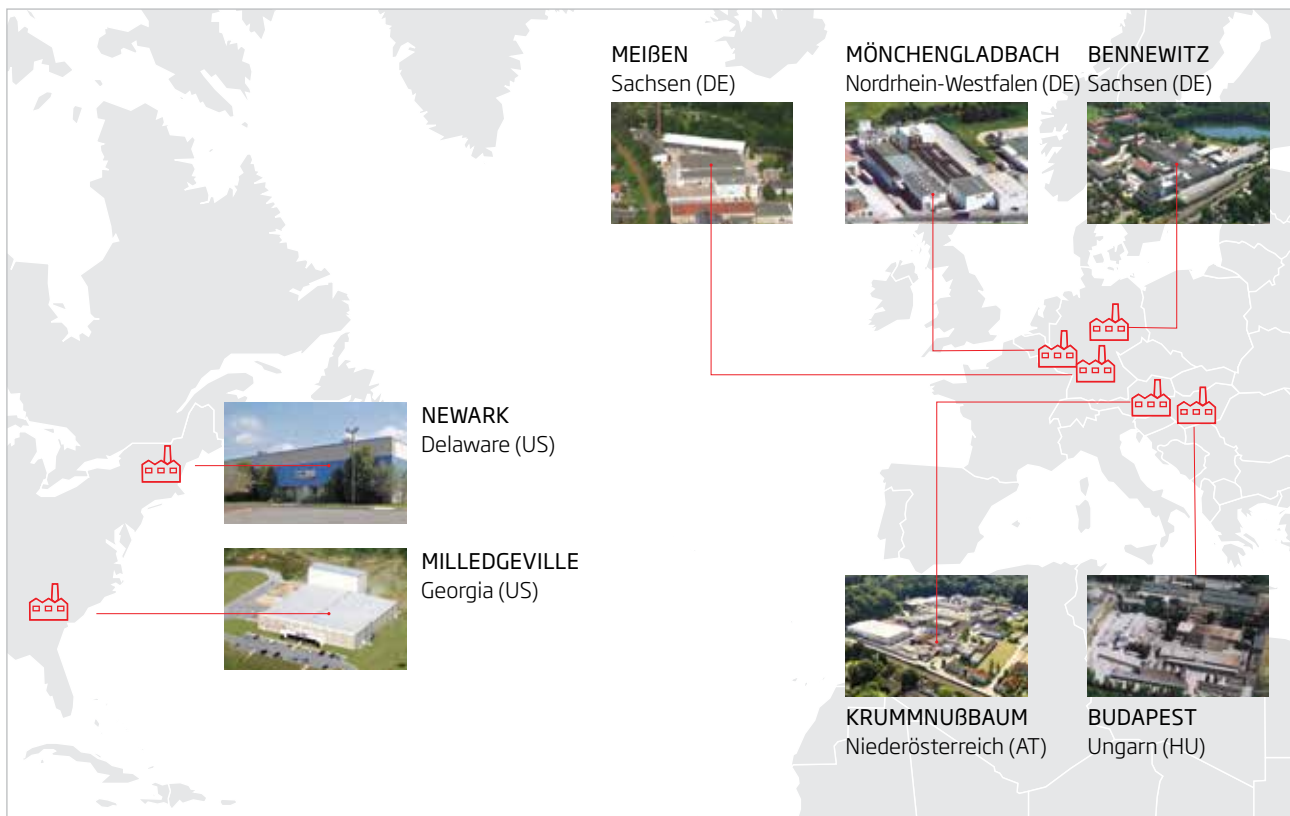 MEIßEN
Sachsen (DE)
MÖNCHENGLADBACH
Nordrhein-Westfalen (DE)
BENNEWITZ
Sachsen (DE)
NEWARK
Delaware (US)
MILLEDGEVILLE
Georgia (US)
KRUMMNUßBAUM
Niederösterreich (AT)
BUDAPEST
Ungarn (HU)